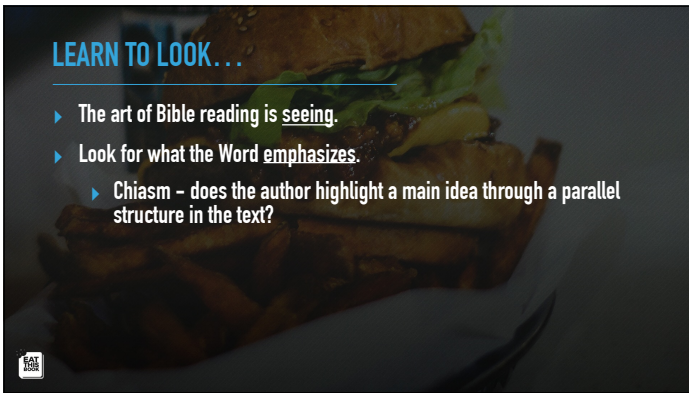 LEARN TO LOOK...
The art of Bible reading is seeing.
Look for what the Word emphasizes.
Chiasm – does the author highlight a main idea through a parallel
structure in the text?
EAT
THIS
BOOK